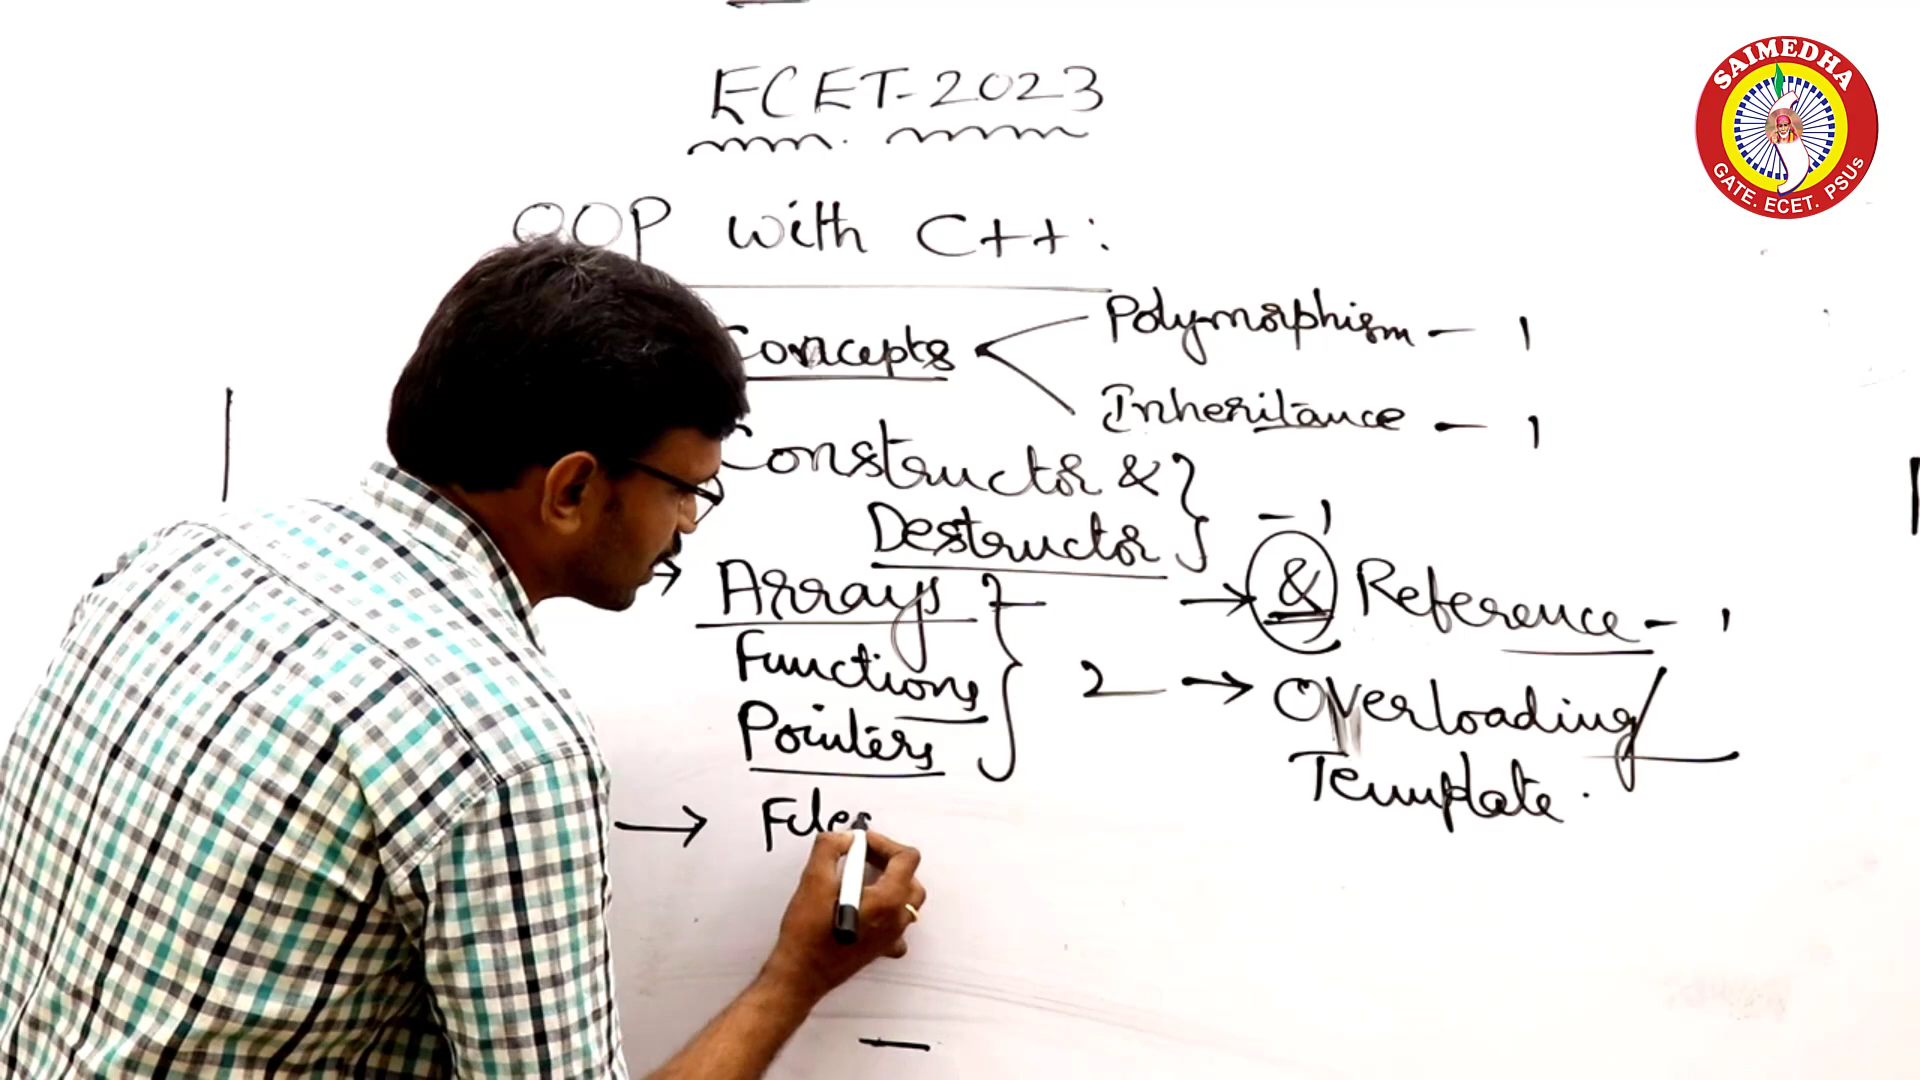 ECET-2023
SAIMEDHA
GATE. ECET. PSUs
OOP with C++:
Concepts
Polymorphism - 1
Inheritance - 1
Constructor &
Destructor
- 1
→ Arrays
Functions
Pointers
2
→ & Reference - 1
→ Overloading/
Template.
→ Files